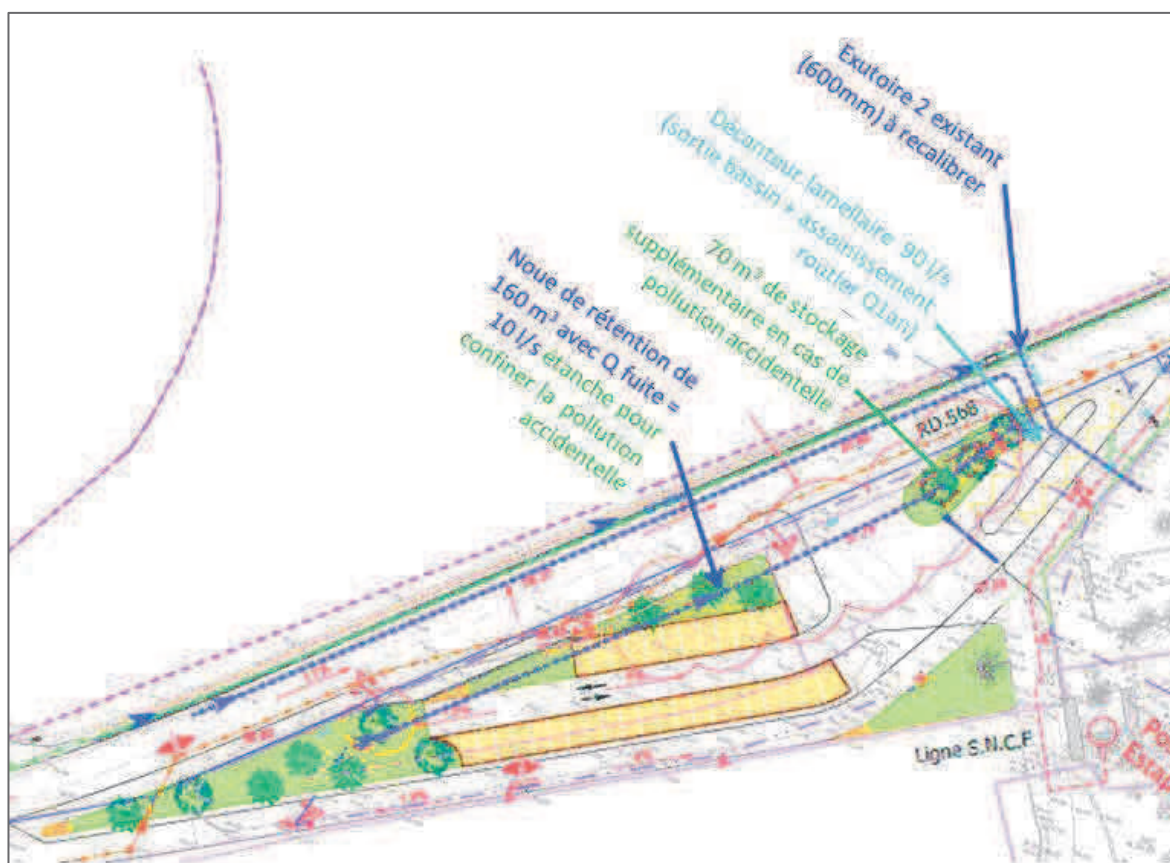 Exutoire 2 existant
(600mm) à recalibrer
Décanteur lamellaire 90 l/s
(sortie Bassin + assainissement
routier Q1an)
70 m³ de stockage
supplémentaire en cas de
pollution accidentelle
Noue de rétention de
160 m³ avec Q fuite =
10 l/s étanche pour
confiner la pollution
accidentelle
RD.568
Ligne S.N.C.F